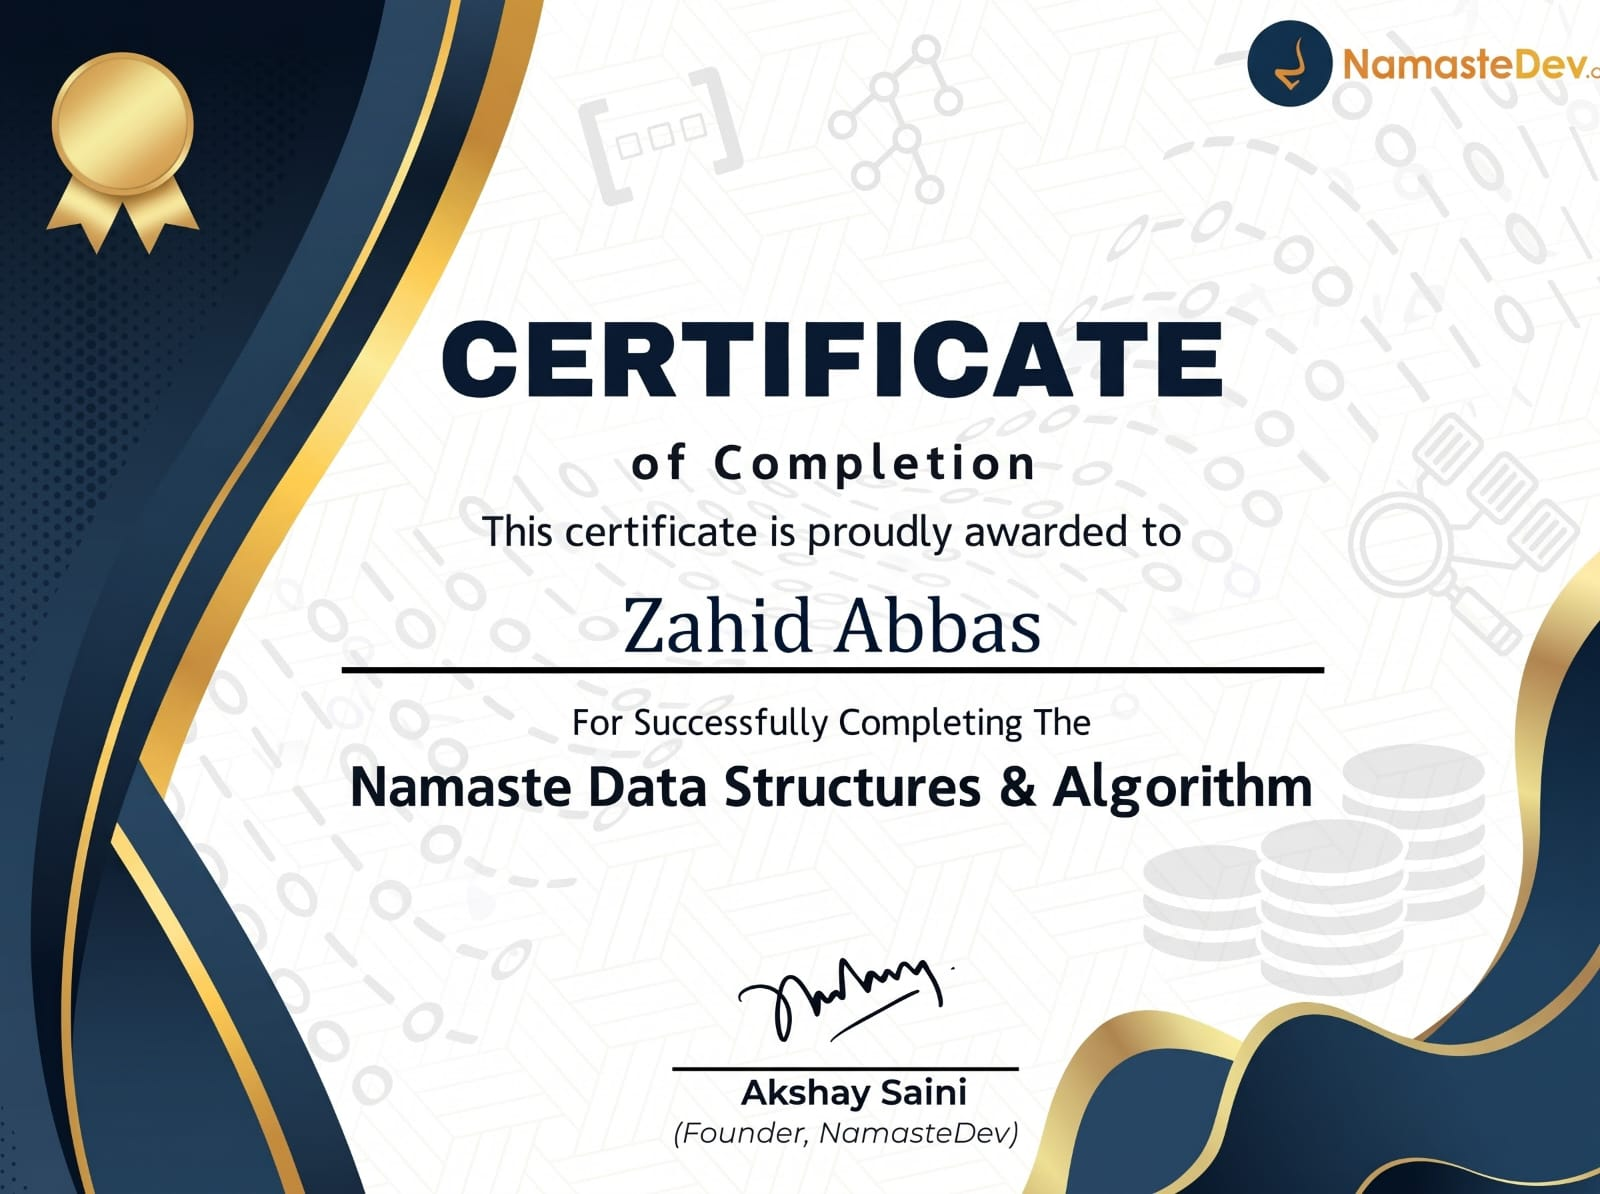 NamasteDev.c
CERTIFICATE
of Completion
This certificate is proudly awarded to
Zahid Abbas
For Successfully Completing The
Namaste Data Structures & Algorithm
Akshay Saini
(Founder, NamasteDev)